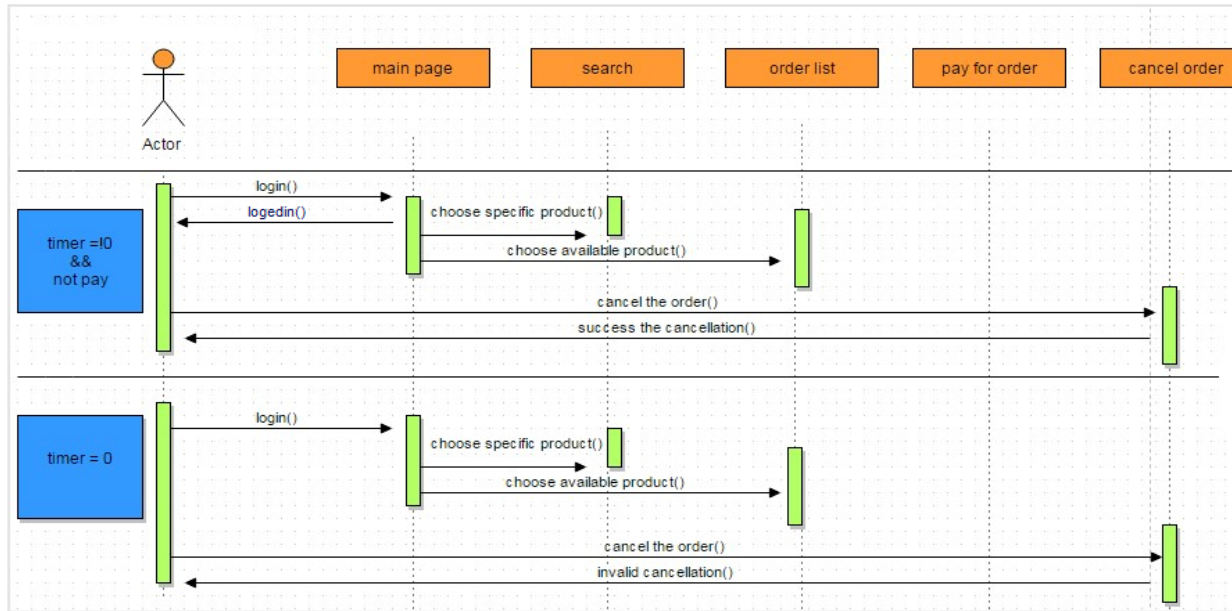 main page
search
order list
pay for order
cancel order
Actor
login()
logedin()
choose specific product()
choose available product()
timer =!0
&&
not pay
cancel the order()
success the cancellation()
login()
choose specific product()
choose available product()
timer = 0
cancel the order()
invalid cancellation()